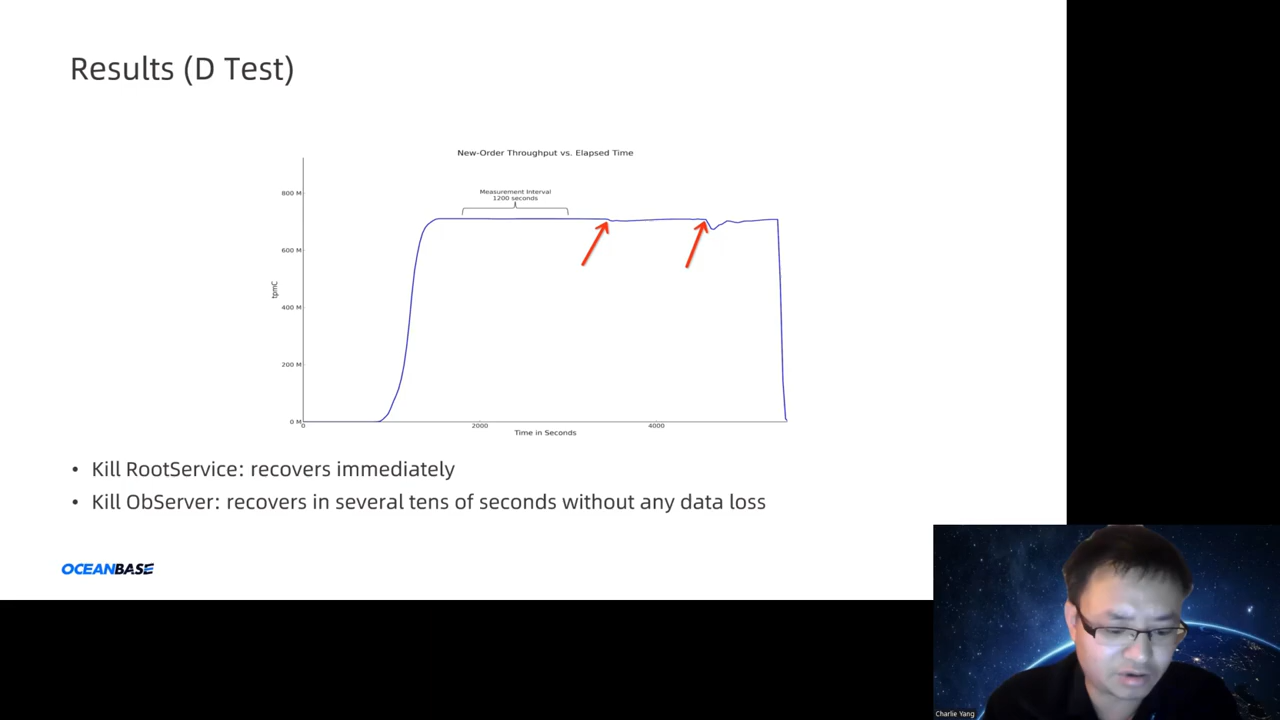 Results (D Test)
New-Order Throughput vs. Elapsed Time
Measurement Interval
1200 seconds
800 M
600 M
400 M
200 M
0 M
tpmC
0
2000
4000
Time in Seconds
• Kill RootService: recovers immediately
• Kill ObServer: recovers in several tens of seconds without any data loss
OCEANBASE
Charlie Yang